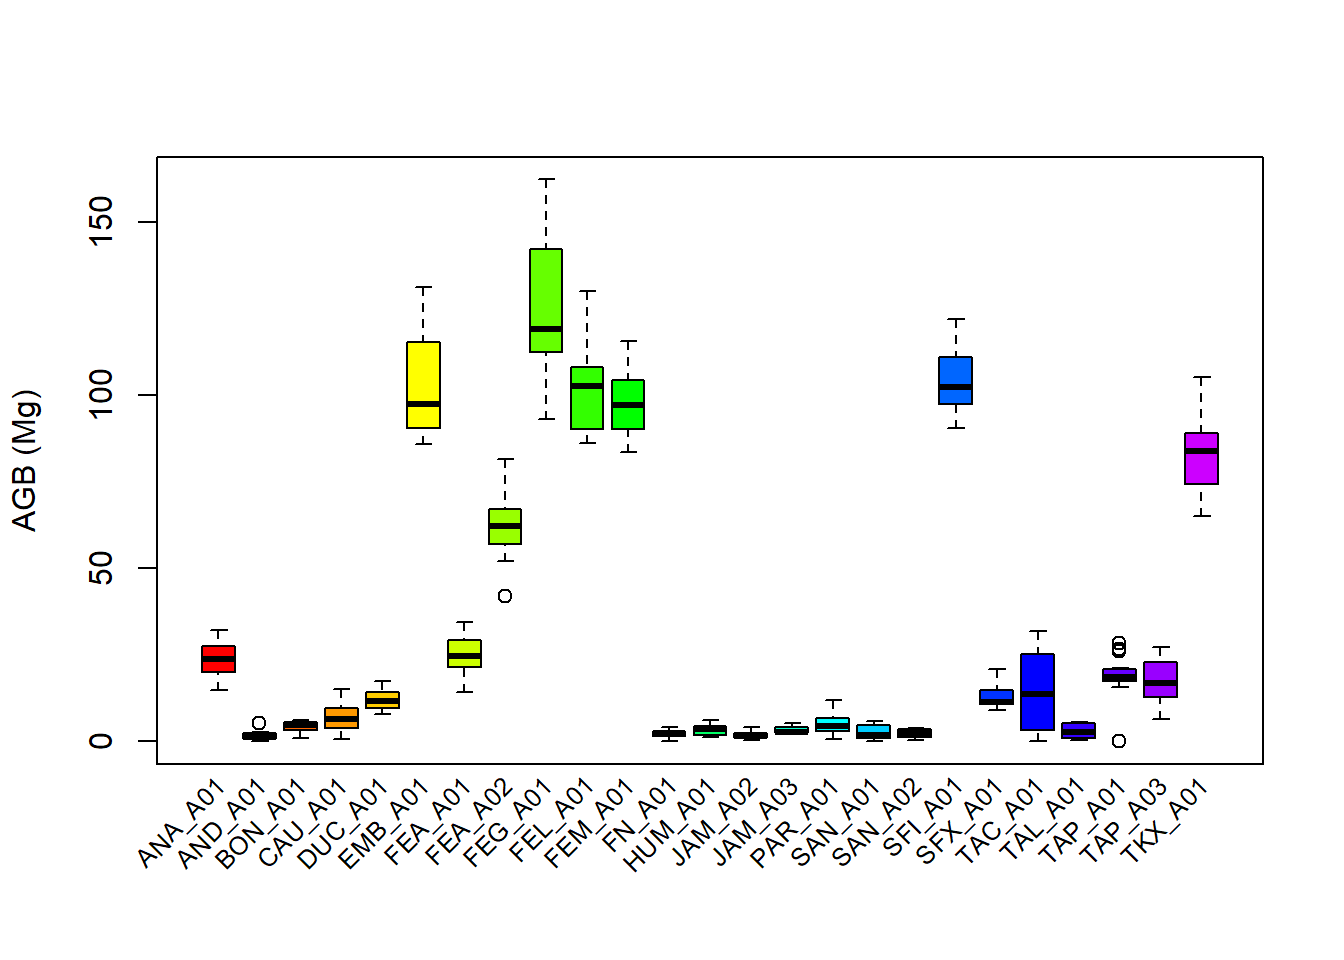 AGB (Mg)
150
100
50
0
ANA_A01
AND_A01
BON_A01
CAU_A01
DUC_A01
EMB_A01
FEA_A01
FEA_A02
FEG_A01
FEL_A01
FEM_A01
FN_A01
HUM_A01
JAM_A02
JAM_A03
PAR_A01
SAN_A01
SAN_A02
SFI_A01
SFX_A01
TAC_A01
TAL_A01
TAP_A01
TAP_A03
TKX_A01